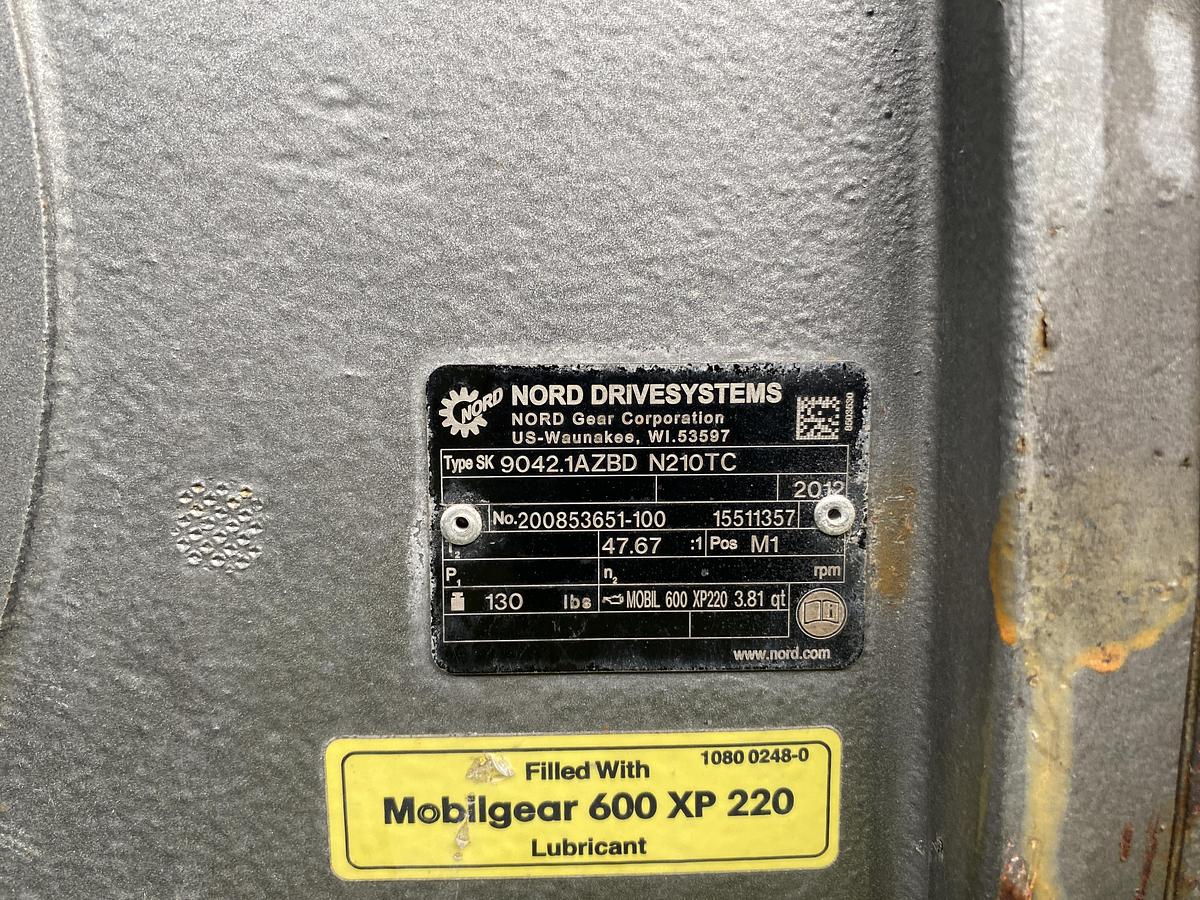 NORD
NORD DRIVESYSTEMS
NORD Gear Corporation
US-Waunakee, WI.53597
Type SK 9042.1AZBD N210TC
2012
No. 200853651-100 15511357
47.67 :1 Pos M1
P1 n2 rpm
130 lbs MOBIL 600 XP220 3.81 qt
www.nord.com
1080 0248-0
Filled With
Mobilgear 600 XP 220
Lubricant